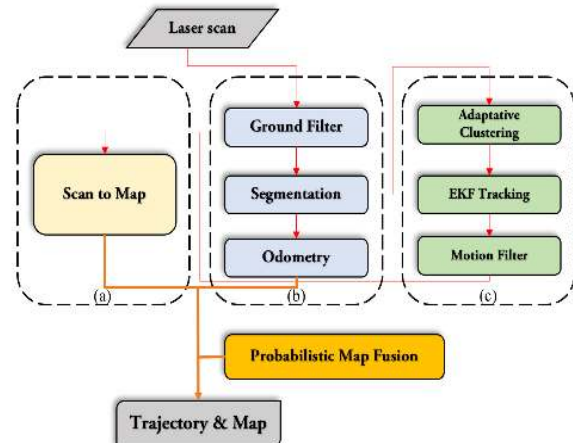 Laser scan
Scan to Map
(a)
Ground Filter
Segmentation
Odometry
(b)
Adaptative
Clustering
EKF Tracking
Motion Filter
(c)
Probabilistic Map Fusion
Trajectory & Map